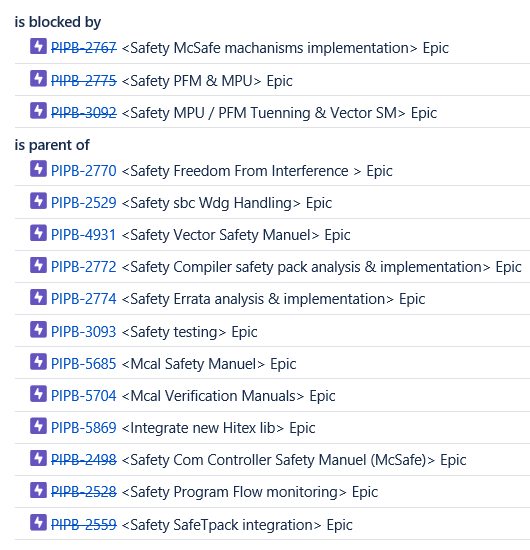 is blocked by
PIPB-2767 <Safety McSafe machanisms implementation> Epic
PIPB-2775 <Safety PFM & MPU> Epic
PIPB-3092 <Safety MPU / PFM Tuenning & Vector SM> Epic
is parent of
PIPB-2770 <Safety Freedom From Interference > Epic
PIPB-2529 <Safety sbc Wdg Handling> Epic
PIPB-4931 <Safety Vector Safety Manuel> Epic
PIPB-2772 <Safety Compiler safety pack analysis & implementation> Epic
PIPB-2774 <Safety Errata analysis & implementation> Epic
PIPB-3093 <Safety testing> Epic
PIPB-5685 <Mcal Safety Manuel> Epic
PIPB-5704 <Mcal Verification Manuals> Epic
PIPB-5869 <Integrate new Hitex lib> Epic
PIPB-2498 <Safety Com Controller Safety Manuel (McSafe)> Epic
PIPB-2528 <Safety Program Flow monitoring> Epic
PIPB-2559 <Safety SafeTpack integration> Epic